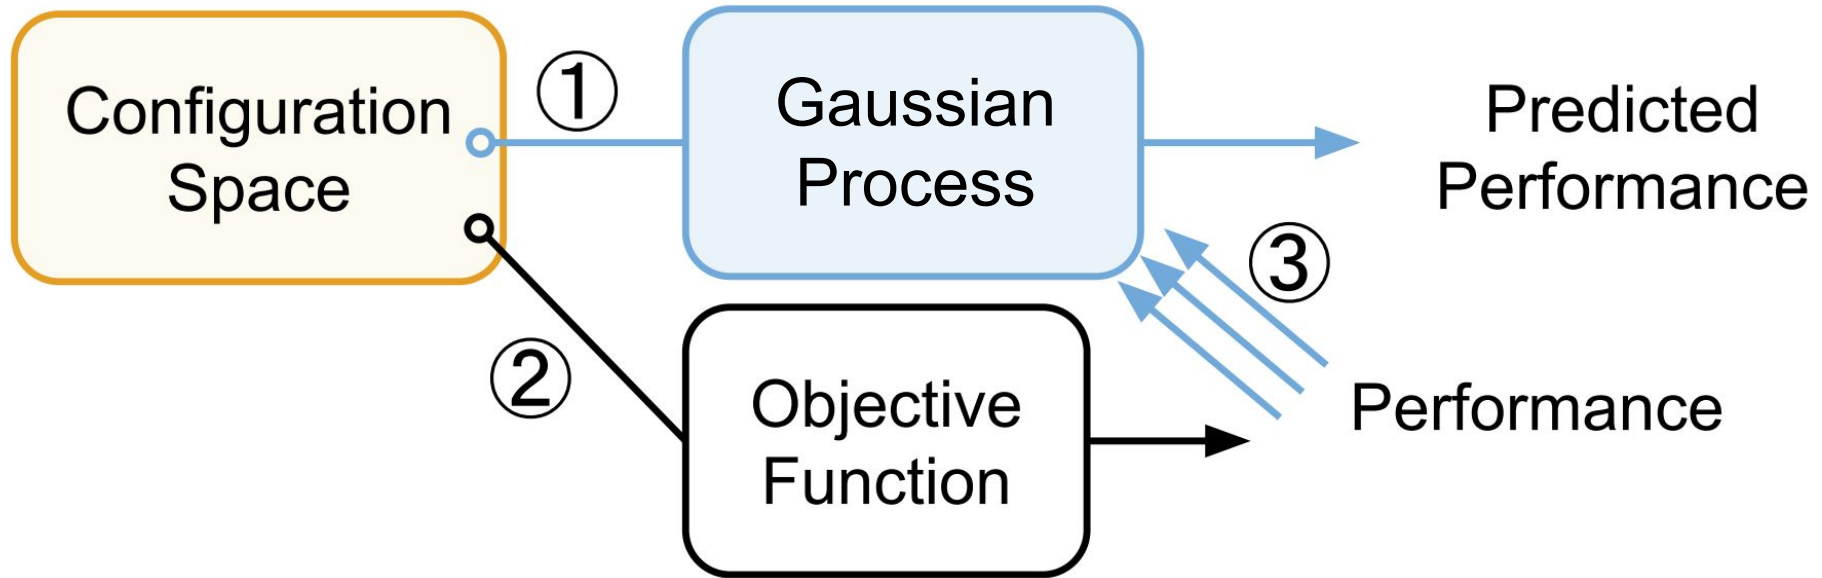 Configuration
Space
①
Gaussian
Process
Predicted
Performance
②
Objective
Function
③
Performance